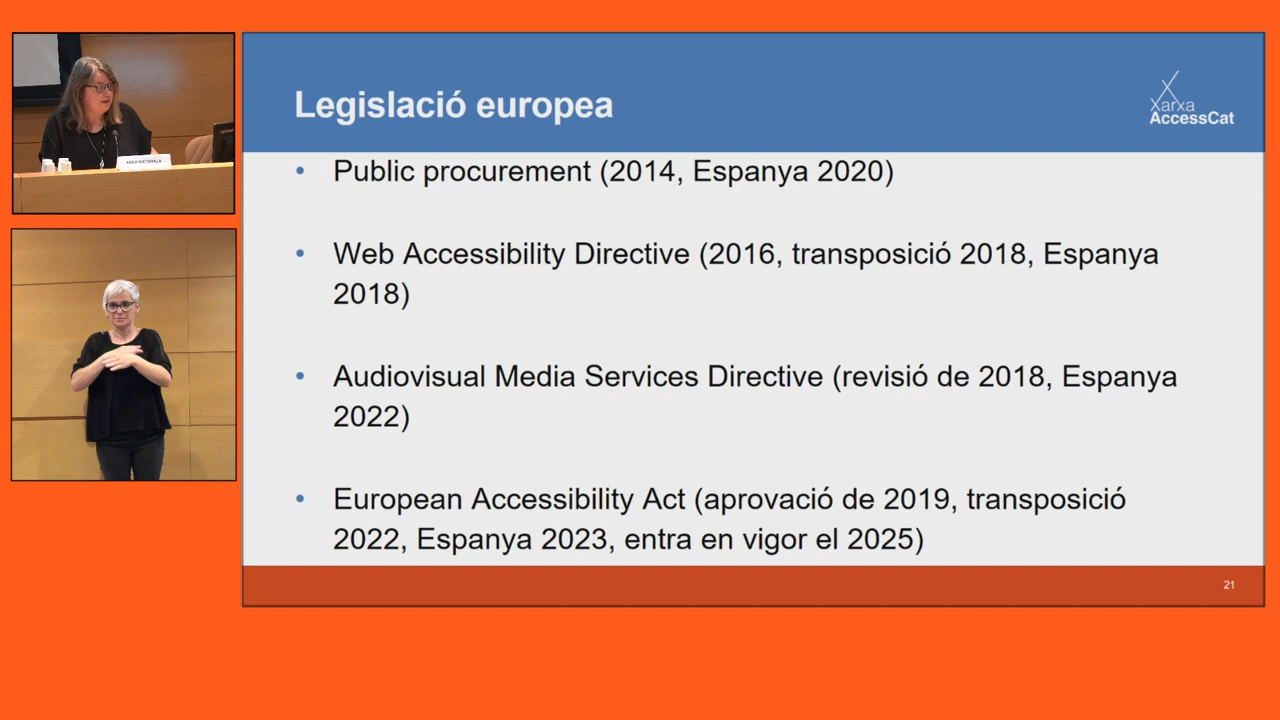 Legislació europea
Xarxa
AccessCat
• Public procurement (2014, Espanya 2020)
• Web Accessibility Directive (2016, transposició 2018, Espanya
2018)
• Audiovisual Media Services Directive (revisió de 2018, Espanya
2022)
• European Accessibility Act (aprovació de 2019, transposició
2022, Espanya 2023, entra en vigor el 2025)
21
ANNA MATAMALA